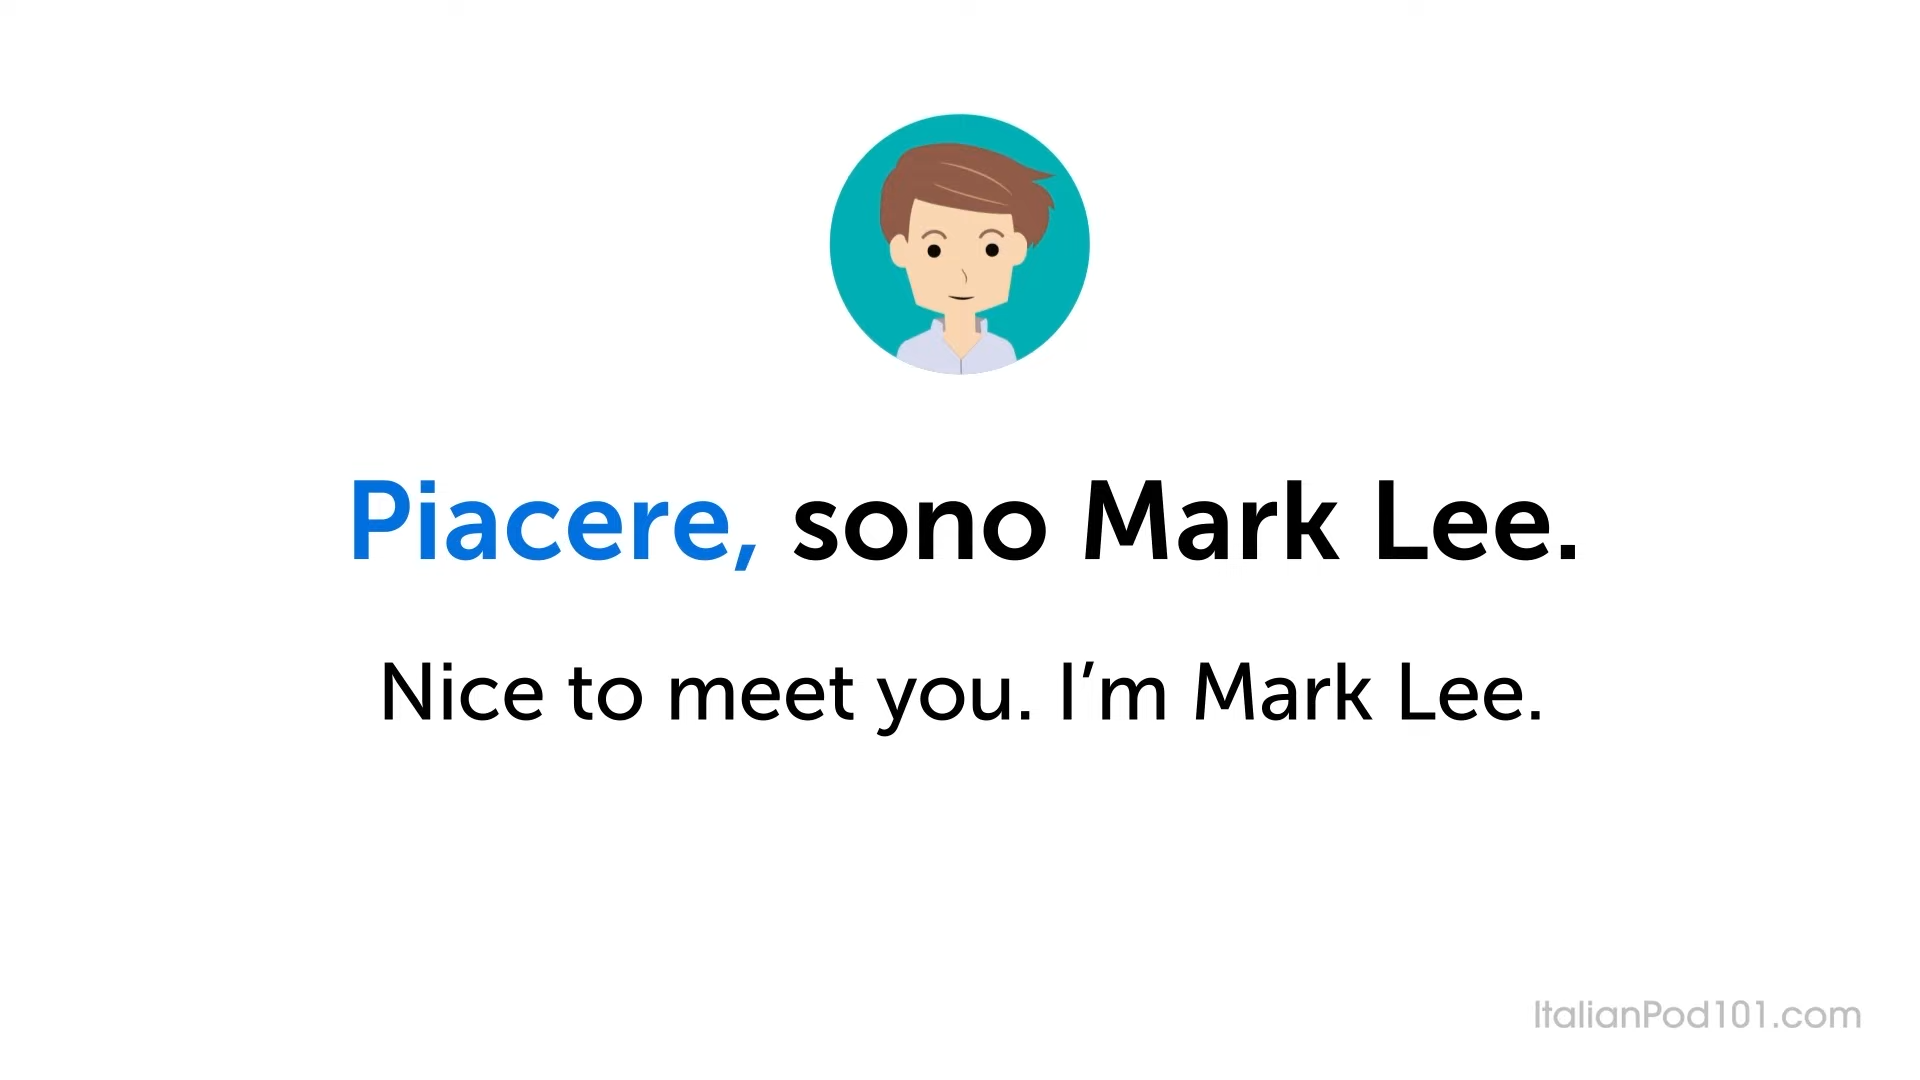 Piacere, sono Mark Lee.
Nice to meet you. I’m Mark Lee.
ItalianPod101.com